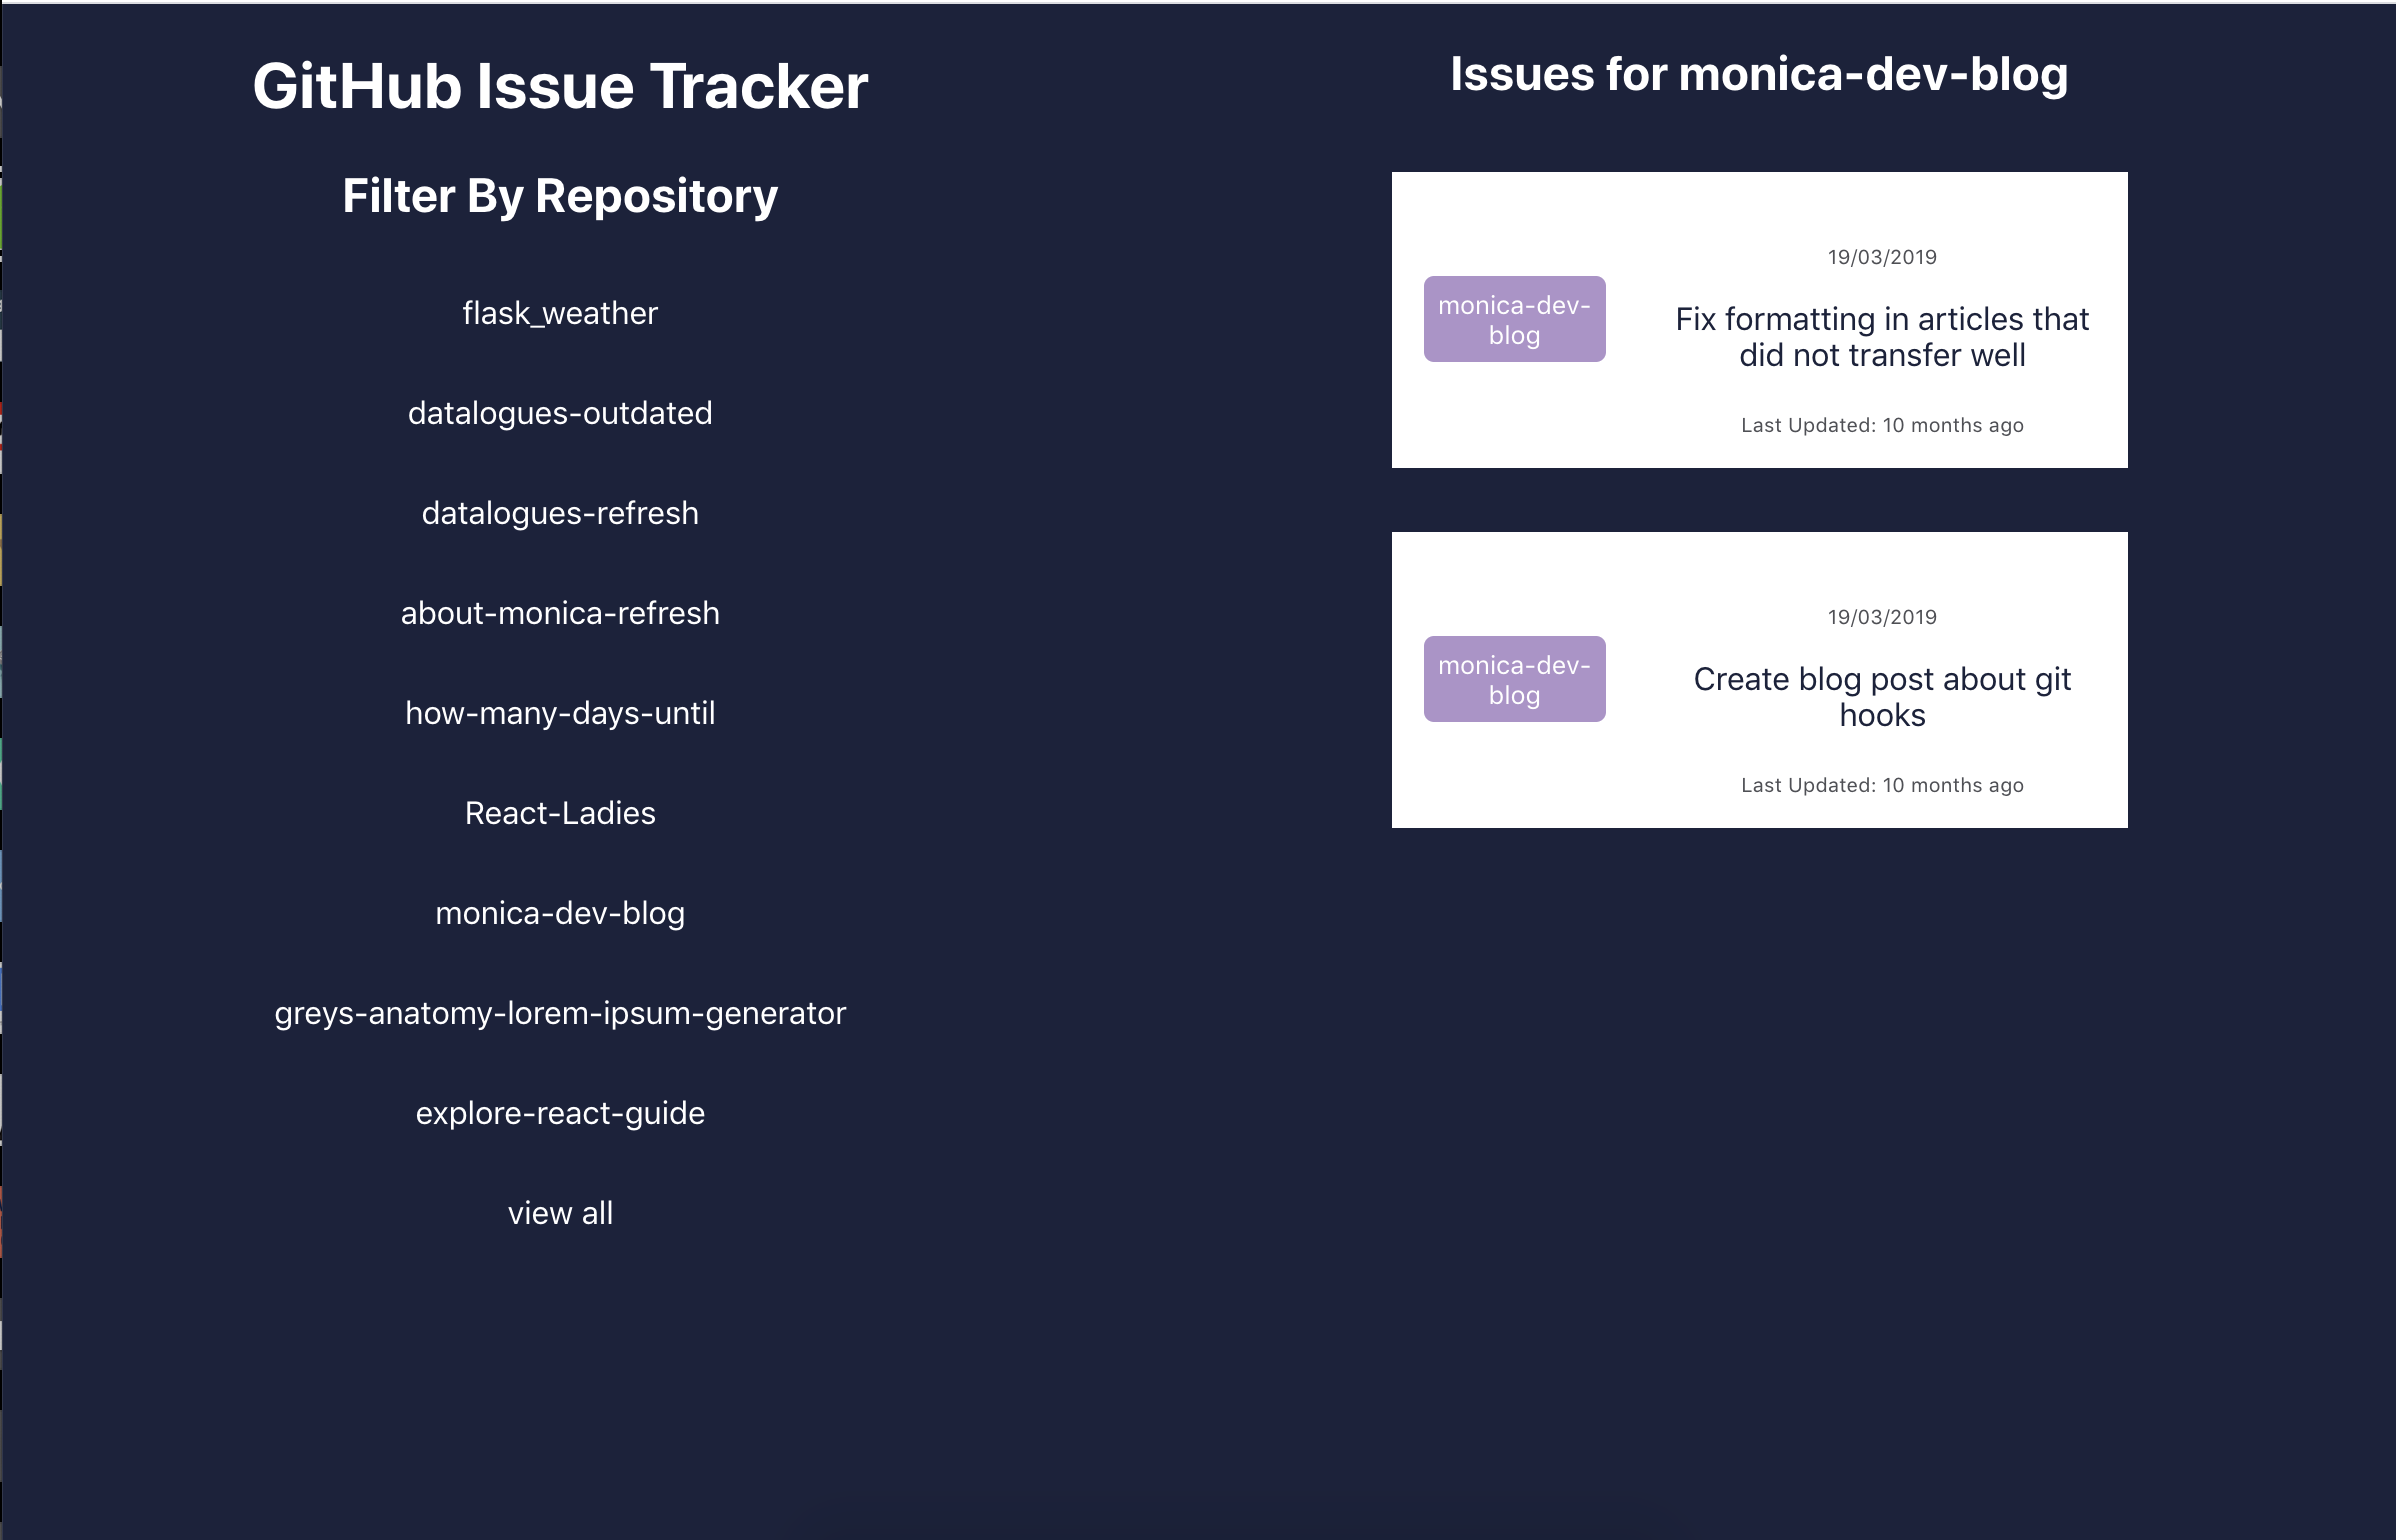 GitHub Issue Tracker
Filter By Repository
flask_weather
datalogues-outdated
datalogues-refresh
about-monica-refresh
how-many-days-until
React-Ladies
monica-dev-blog
greys-anatomy-lorem-ipsum-generator
explore-react-guide
view all
Issues for monica-dev-blog
monica-dev-
blog
19/03/2019
Fix formatting in articles that
did not transfer well
Last Updated: 10 months ago
monica-dev-
blog
19/03/2019
Create blog post about git
hooks
Last Updated: 10 months ago